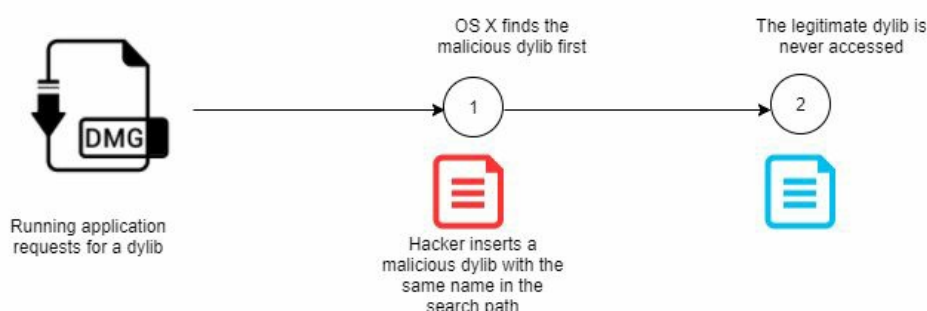 OS X finds the
malicious dylib first
The legitimate dylib is
never accessed
DMG
1
2
Running application
requests for a dylib
Hacker inserts a
malicious dylib with the
same name in the
search path